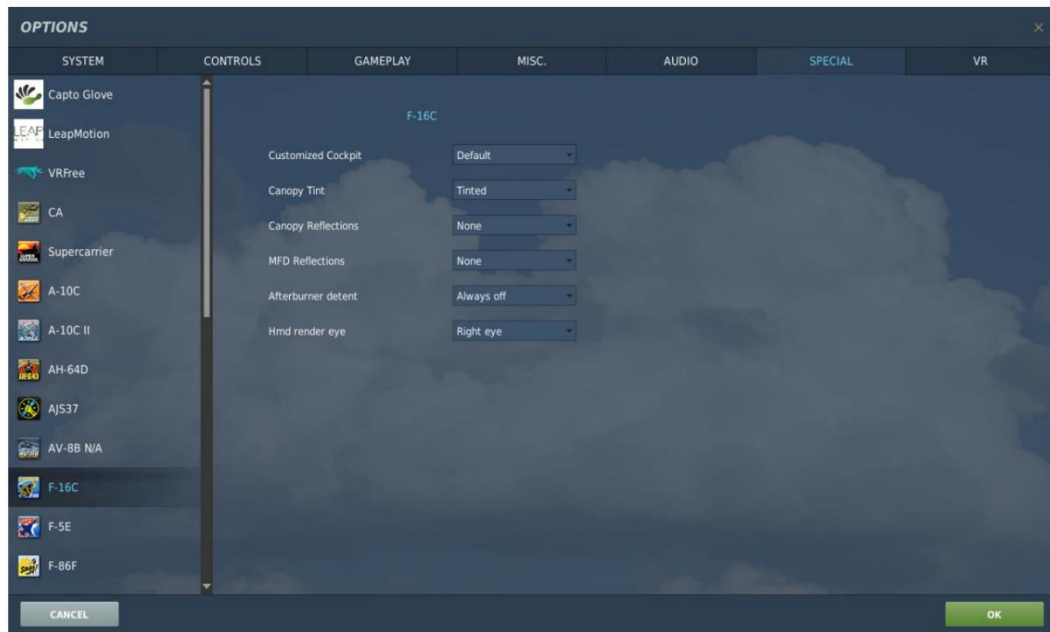 OPTIONS
SYSTEM CONTROLS GAMEPLAY MISC. AUDIO SPECIAL VR
Capto Glove
LEAP LeapMotion
VRFree
CA
Supercarrier
A-10C
A-10C II
AH-64D
AJS37
AV-8B N/A
F-16C
F-5E
F-86F
F-16C
Customized Cockpit Default
Canopy Tint Tinted
Canopy Reflections None
MFD Reflections None
Afterburner detent Always off
Hmd render eye Right eye
CANCEL OK